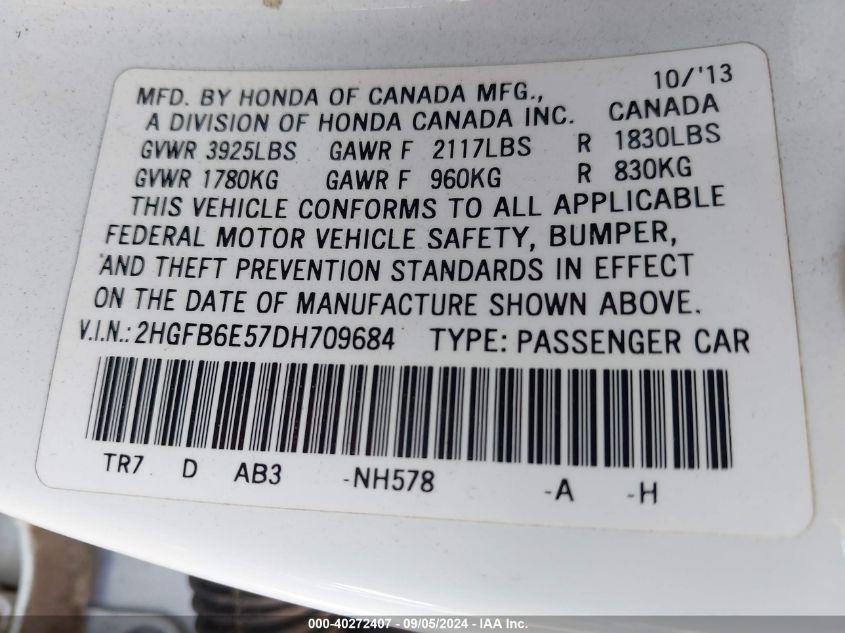 10/'13
MFD. BY HONDA OF CANADA MFG.,
A DIVISION OF HONDA CANADA INC. CANADA
GVWR 3925LBS GAWR F 2117LBS R 1830LBS
GVWR 1780KG GAWR F 960KG R 830KG
THIS VEHICLE CONFORMS TO ALL APPLICABLE
FEDERAL MOTOR VEHICLE SAFETY, BUMPER,
AND THEFT PREVENTION STANDARDS IN EFFECT
ON THE DATE OF MANUFACTURE SHOWN ABOVE.
V.I.N.: 2HGFB6E57DH709684 TYPE: PASSENGER CAR
TR7 D AB3 -NH578 -A -H
000-40272407 - 09/05/2024 - IAA Inc.